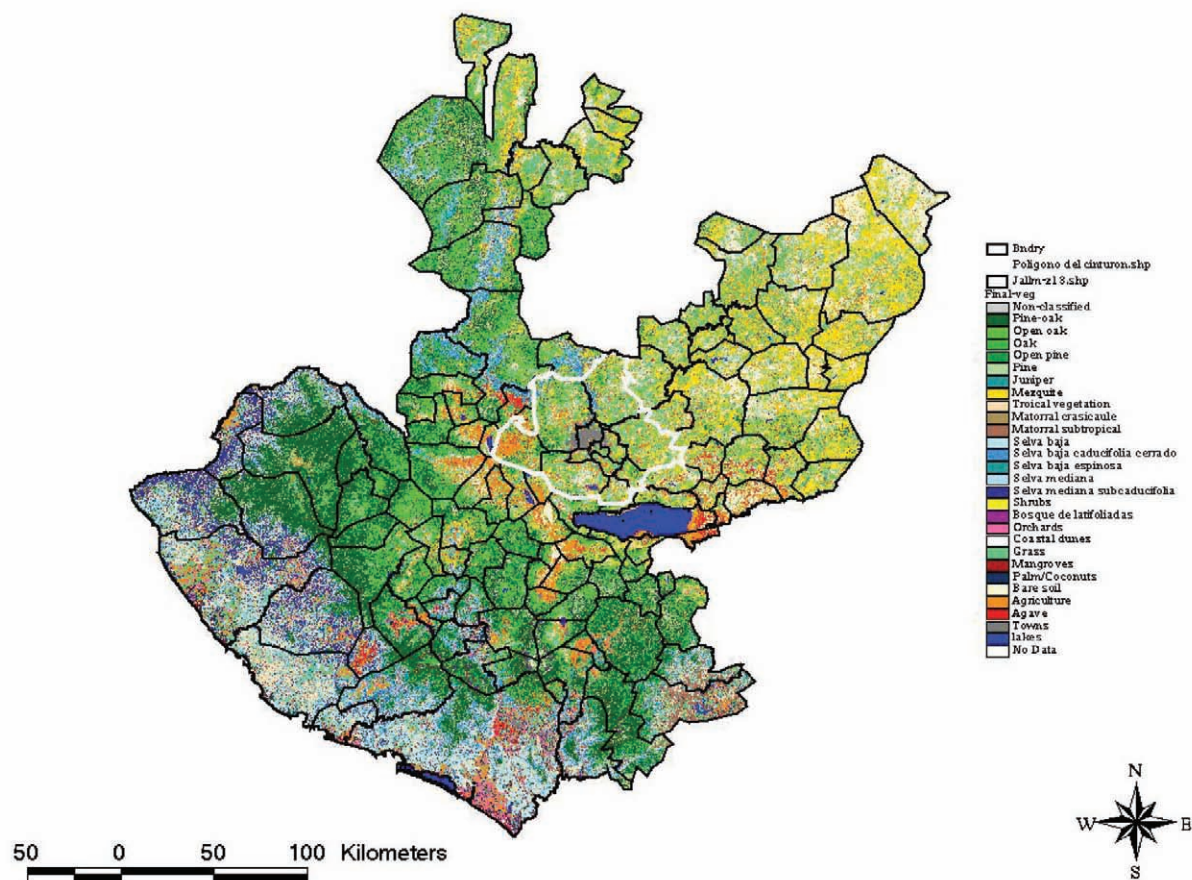 Bndry
Poligono del cinturon.shp
Jallm-z13.shp
Final-veg
Non-classified
Pine-oak
Open oak
Oak
Open pine
Pine
Juniper
Mezquite
Troical vegetation
Matorral crasicaule
Matorral subtropical
Selva baja
Selva baja caducifolia cerrado
Selva baja espinosa
Selva mediana
Selva mediana subcaducifolia
Shrubs
Bosque de latifoliadas
Orchards
Coastal dunes
Grass
Mangroves
Palm/Coconuts
Bare soil
Agriculture
Agave
Towns
lakes
No Data
N
W E
S
50 0 50 100 Kilometers